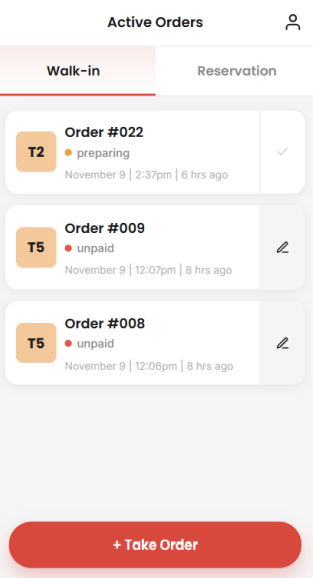 Active Orders
Walk-in
Reservation
T2
Order #022
preparing
November 9 | 2:37pm | 6 hrs ago
T5
Order #009
unpaid
November 9 | 12:07pm | 8 hrs ago
T5
Order #008
unpaid
November 9 | 12:06pm | 8 hrs ago
+ Take Order